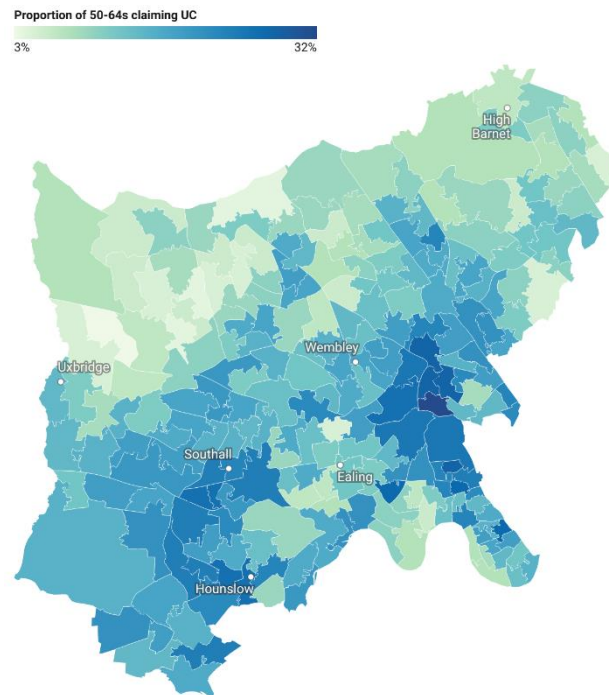 Proportion of 50-64s claiming UC
3% 32%
High
Barnet
Wembley
Uxbridge
Southall
Ealing
Hounslow